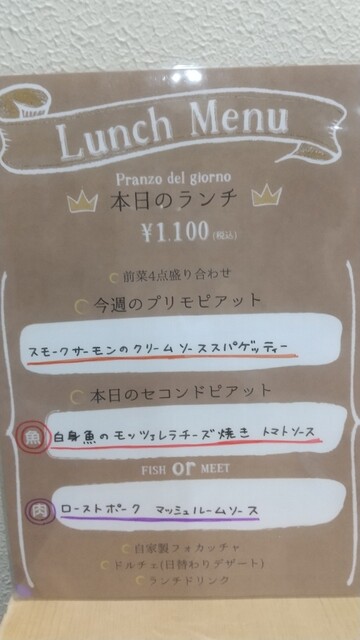 Lunch Menu
Pranzo del giorno
本日のランチ
¥1.100(税込)
前菜4点盛り合わせ
今週のプリモピアット
スモークサーモンのクリームソーススパゲッティー
本日のセコンドピアット
魚 白身魚のモッツェレラチーズ焼き トマトソース
FISH or MEET
肉 ローストポーク マッシュルームソース
自家製フォカッチャ
ドルチェ(日替わりデザート)
ランチドリンク